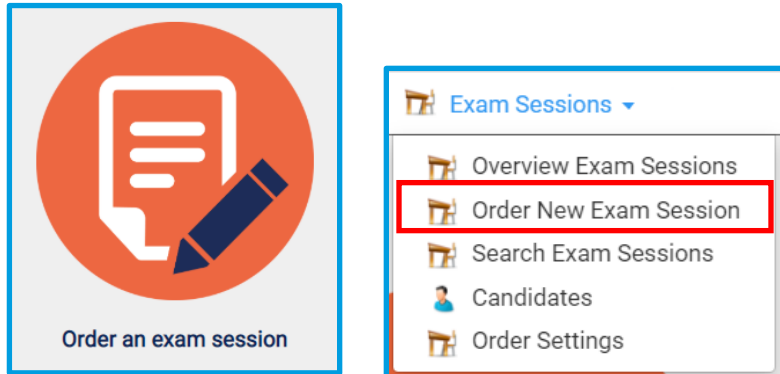 Order an exam session
Exam Sessions
Overview Exam Sessions
Order New Exam Session
Search Exam Sessions
Candidates
Order Settings